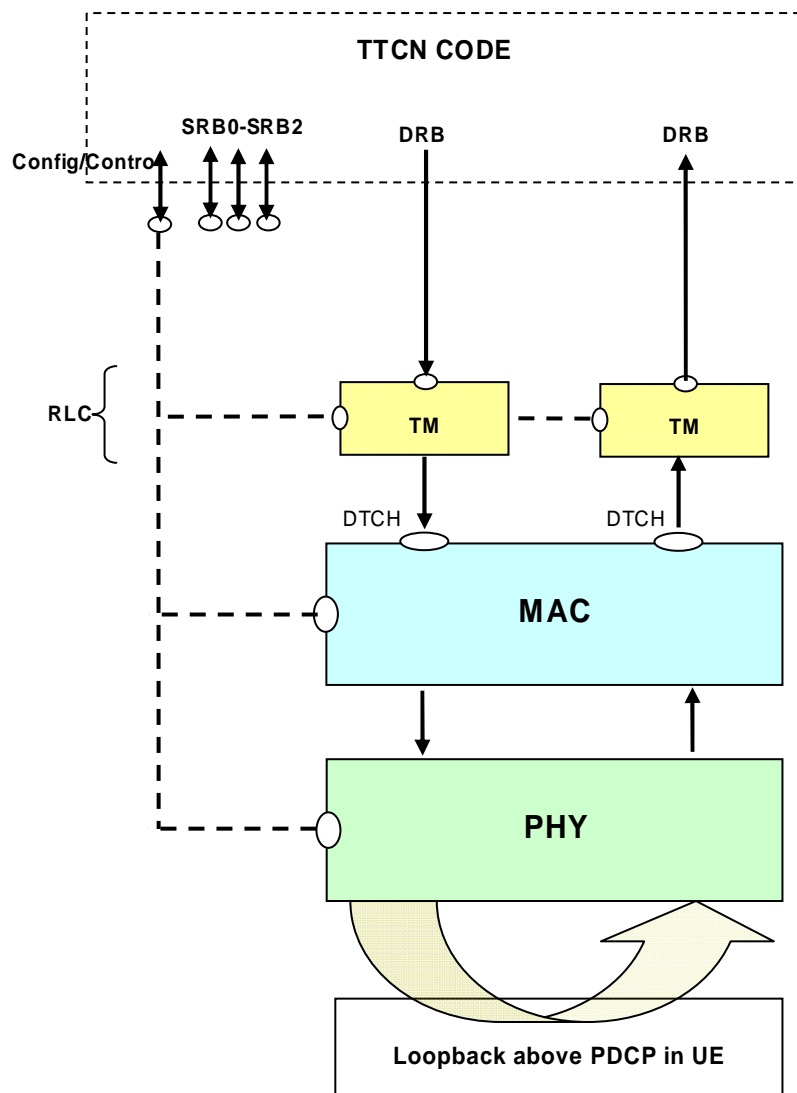 TTCN CODE
SRB0-SRB2
DRB
DRB
Config/Contro
RLC
TM
TM
DTCH
DTCH
MAC
PHY
Loopback above PDCP in UE